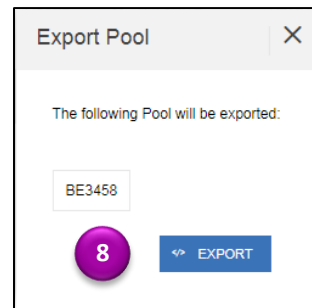 Export Pool
The following Pool will be exported:
BE3458
8
</> EXPORT